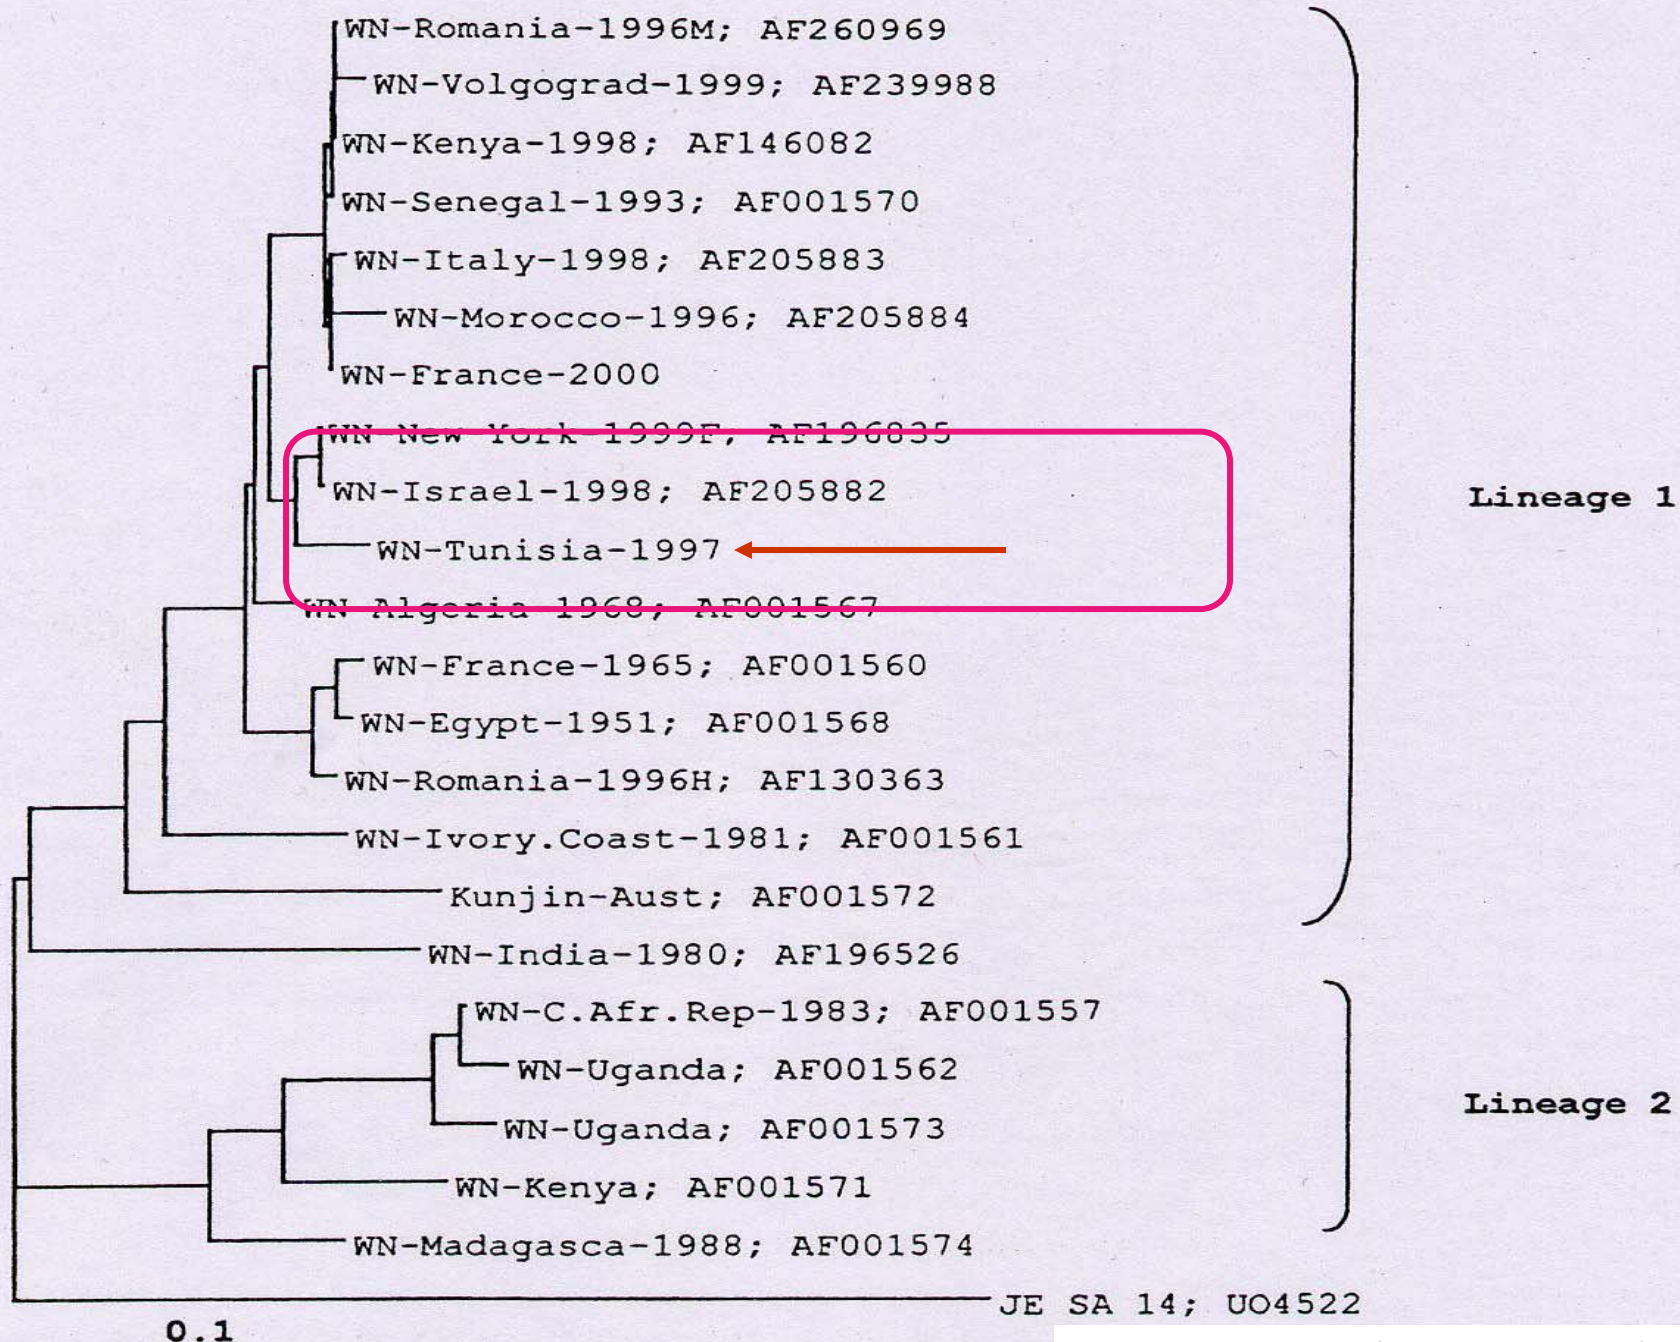 WN-Romania-1996M; AF260969
WN-Volgograd-1999; AF239988
WN-Kenya-1998; AF146082
WN-Senegal-1993; AF001570
WN-Italy-1998; AF205883
WN-Morocco-1996; AF205884
WN-France-2000
WN-New York-1999F; AF196835
WN-Israel-1998; AF205882
Lineage 1
WN-Tunisia-1997
WN-Algeria-1968; AF001567
WN-France-1965; AF001560
WN-Egypt-1951; AF001568
WN-Romania-1996H; AF130363
WN-Ivory.Coast-1981; AF001561
Kunjin-Aust; AF001572
WN-India-1980; AF196526
WN-C.Afr.Rep-1983; AF001557
WN-Uganda; AF001562
Lineage 2
WN-Uganda; AF001573
WN-Kenya; AF001571
WN-Madagasca-1988; AF001574
JE SA 14; UO4522
0.1